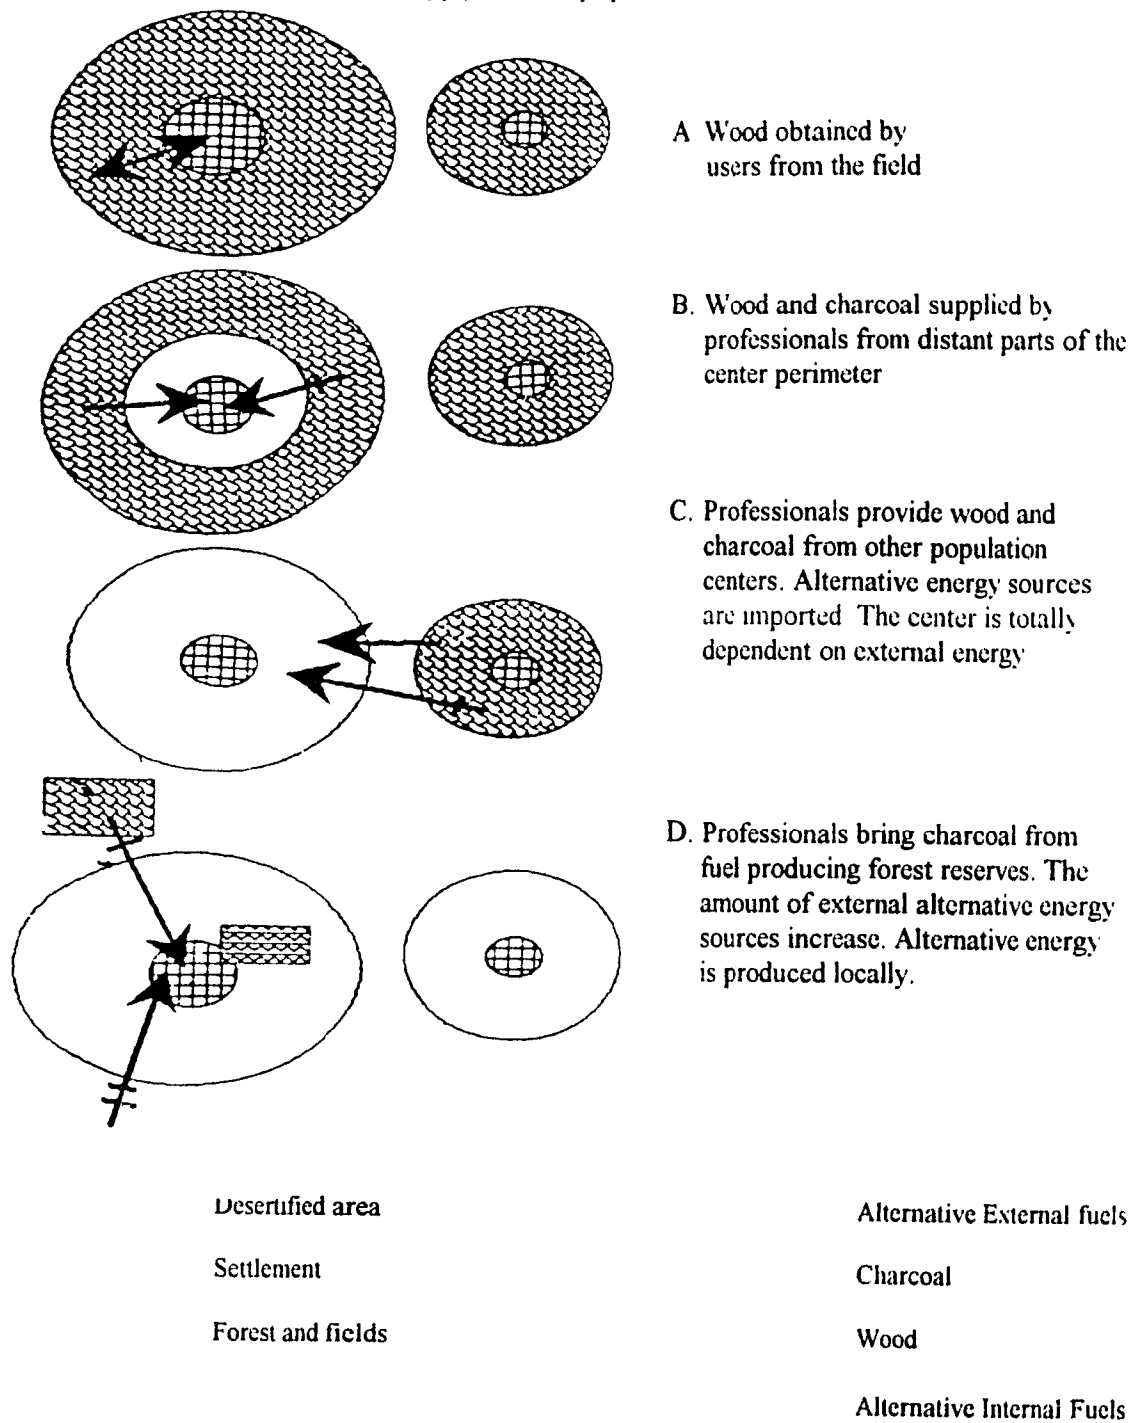 A Wood obtained by
users from the field
B. Wood and charcoal supplied by
professionals from distant parts of the
center perimeter
C. Professionals provide wood and
charcoal from other population
centers. Alternative energy sources
are imported The center is totally
dependent on external energy
D. Professionals bring charcoal from
fuel producing forest reserves. The
amount of external alternative energy
sources increase. Alternative energy
is produced locally.
Desertified area
Settlement
Forest and fields
Alternative External fuels
Charcoal
Wood
Alternative Internal Fuels